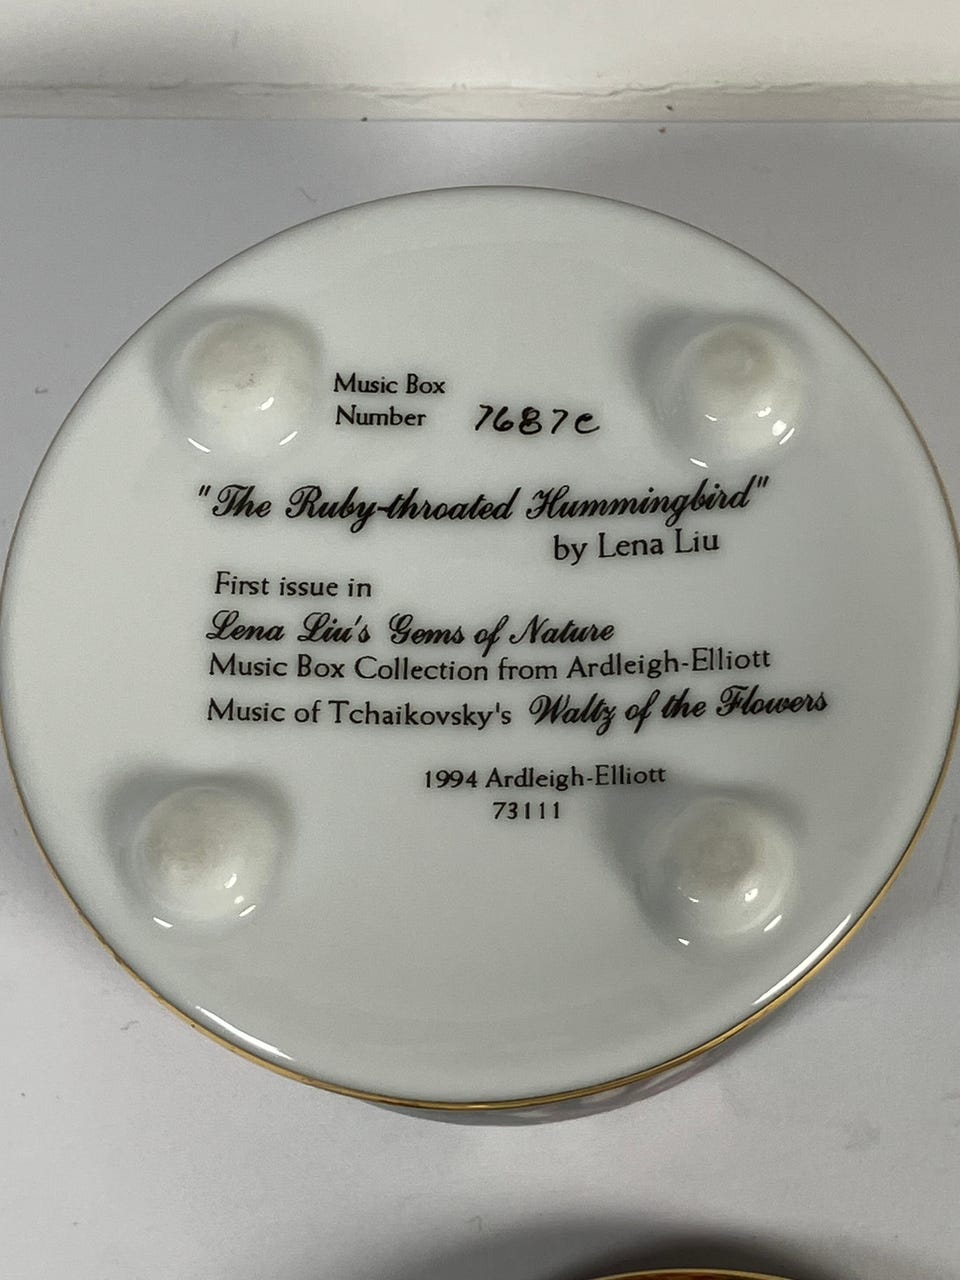 Music Box
Number 7687C
"The Ruby-throated Hummingbird"
by Lena Liu
First issue in
Lena Liu's Gems of Nature
Music Box Collection from Ardleigh-Elliott
Music of Tchaikovsky's Waltz of the Flowers
1994 Ardleigh-Elliott
73111